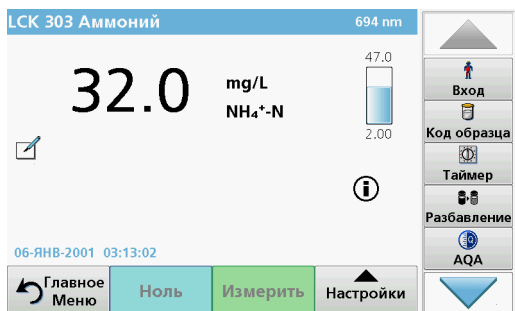 LCK 303 Аммоний 694 nm
47.0
32.0 mg/L
NH₄⁺-N
2.00
06-ЯНВ-2001 03:13:02
Главное
Меню
Ноль
Измерить
Настройки
Вход
Код образца
Таймер
Разбавление
AQA